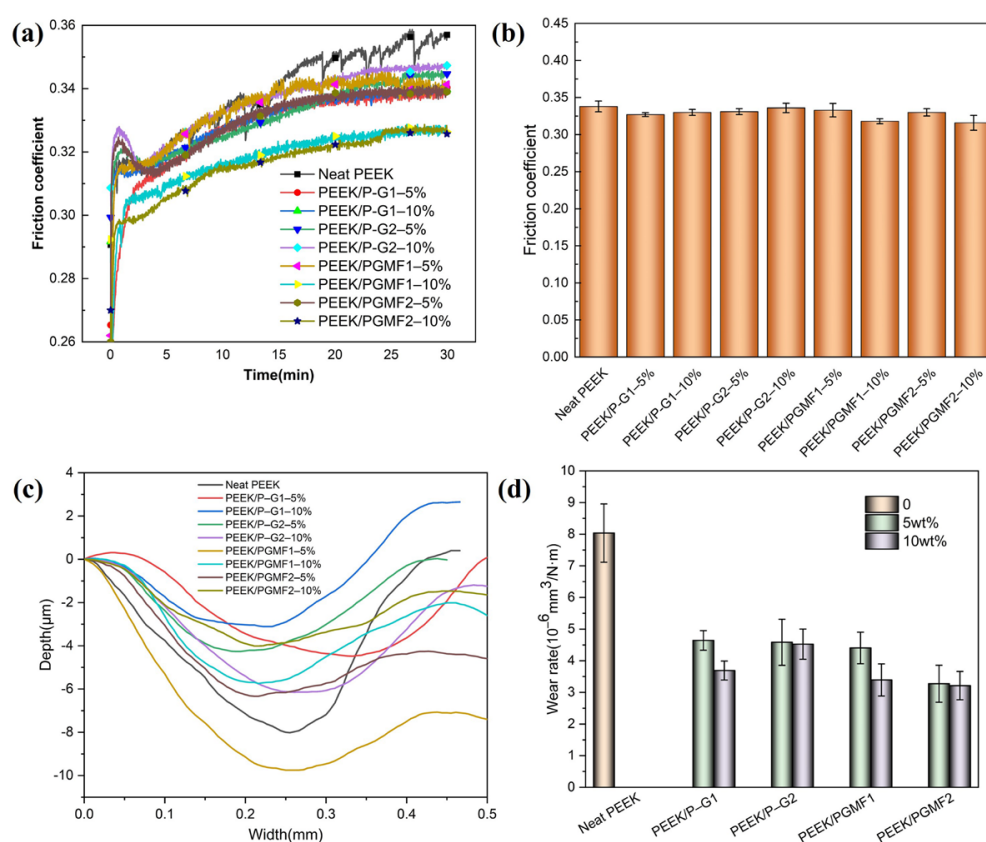 (a)
0.36
0.34
0.32
0.30
0.28
0.26
Friction coefficient
0
5
10
15
20
25
30
Time(min)
Neat PEEK
PEEK/P-G1–5%
PEEK/P-G1–10%
PEEK/P-G2–5%
PEEK/P-G2–10%
PEEK/PGMF1–5%
PEEK/PGMF1–10%
PEEK/PGMF2–5%
PEEK/PGMF2–10%
(b)
0.45
0.40
0.35
0.30
0.25
0.20
0.15
0.10
0.05
0.00
Friction coefficient
Neat PEEK
PEEK/P-G1–5%
PEEK/P-G1–10%
PEEK/P-G2–5%
PEEK/P-G2–10%
PEEK/PGMF1–5%
PEEK/PGMF1–10%
PEEK/PGMF2–5%
PEEK/PGMF2–10%
(c)
4
2
0
-2
-4
-6
-8
-10
Depth(μm)
0.0
0.1
0.2
0.3
0.4
0.5
Width(mm)
Neat PEEK
PEEK/P–G1–5%
PEEK/P–G1–10%
PEEK/P–G2–5%
PEEK/P–G2–10%
PEEK/PGMF1–5%
PEEK/PGMF1–10%
PEEK/PGMF2–5%
PEEK/PGMF2–10%
(d)
10
9
8
7
6
5
4
3
2
1
0
Wear rate(10⁻⁶mm³/N·m)
0
5wt%
10wt%
Neat PEEK
PEEK/P–G1
PEEK/P–G2
PEEK/PGMF1
PEEK/PGMF2